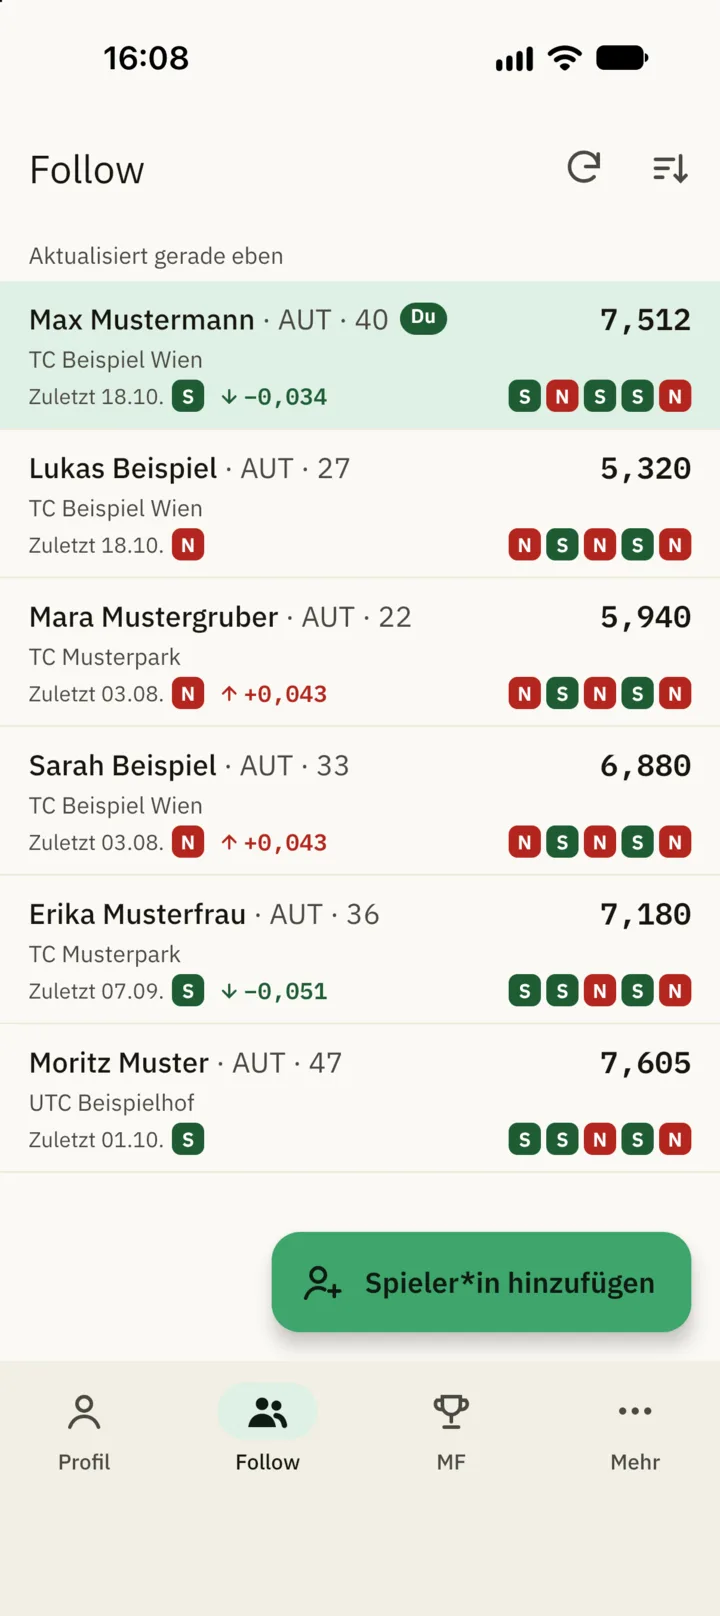 16:08
Follow
Aktualisiert gerade eben
Max Mustermann · AUT · 40 Du 7,512
TC Beispiel Wien
Zuletzt 18.10. S ↓ −0,034 S N S S N
Lukas Beispiel · AUT · 27 5,320
TC Beispiel Wien
Zuletzt 18.10. N N S N S N
Mara Mustergruber · AUT · 22 5,940
TC Musterpark
Zuletzt 03.08. N ↑ +0,043 N S N S N
Sarah Beispiel · AUT · 33 6,880
TC Beispiel Wien
Zuletzt 03.08. N ↑ +0,043 N S N S N
Erika Musterfrau · AUT · 36 7,180
TC Musterpark
Zuletzt 07.09. S ↓ −0,051 S S N S N
Moritz Muster · AUT · 47 7,605
UTC Beispielhof
Zuletzt 01.10. S S S N S N
Spieler*in hinzufügen
Profil Follow MF Mehr